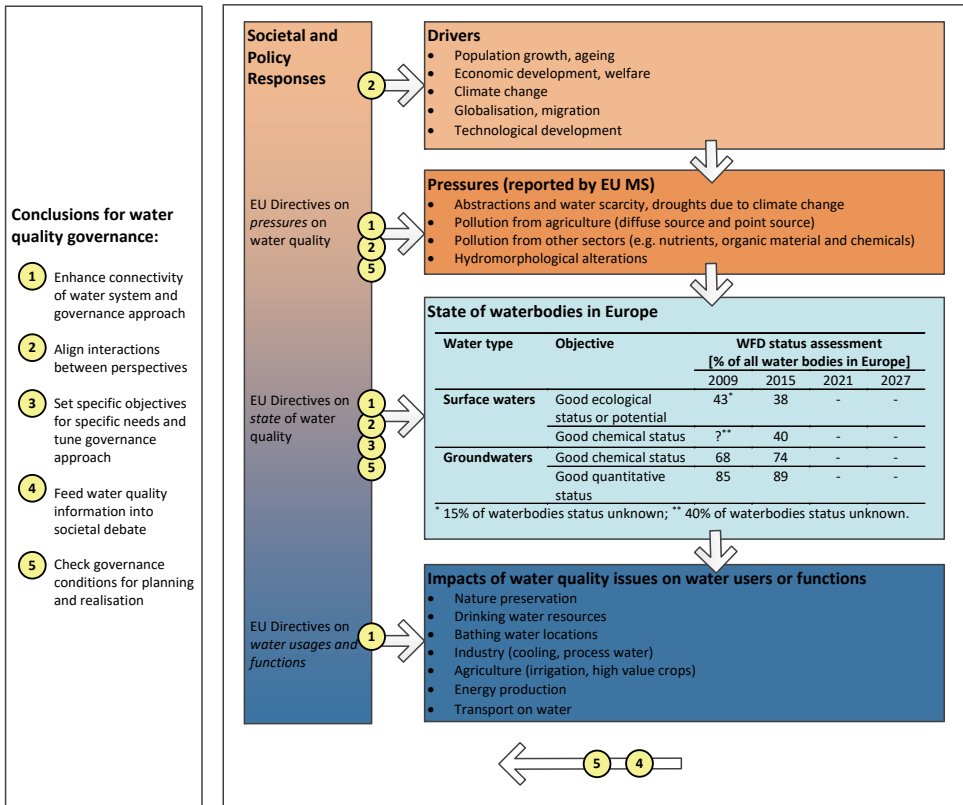 Conclusions for water
quality governance:
1
Enhance connectivity
of water system and
governance approach
2
Align interactions
between perspectives
3
Set specific objectives
for specific needs and
tune governance
approach
4
Feed water quality
information into
societal debate
5
Check governance
conditions for planning
and realisation
Societal and
Policy
Responses
2
EU Directives on
pressures on
water quality
1
2
5
EU Directives on
state of water
quality
1
2
3
5
EU Directives on
water usages and
functions
1
Drivers
• Population growth, ageing
• Economic development, welfare
• Climate change
• Globalisation, migration
• Technological development
Pressures (reported by EU MS)
• Abstractions and water scarcity, droughts due to climate change
• Pollution from agriculture (diffuse source and point source)
• Pollution from other sectors (e.g. nutrients, organic material and chemicals)
• Hydromorphological alterations
State of waterbodies in Europe
Water type Objective WFD status assessment
[% of all water bodies in Europe]
2009 2015 2021 2027
Surface waters Good ecological 43* 38 - -
status or potential
Good chemical status ?** 40 - -
Groundwaters Good chemical status 68 74 - -
Good quantitative 85 89 - -
status
* 15% of waterbodies status unknown; ** 40% of waterbodies status unknown.
Impacts of water quality issues on water users or functions
• Nature preservation
• Drinking water resources
• Bathing water locations
• Industry (cooling, process water)
• Agriculture (irrigation, high value crops)
• Energy production
• Transport on water
5 4